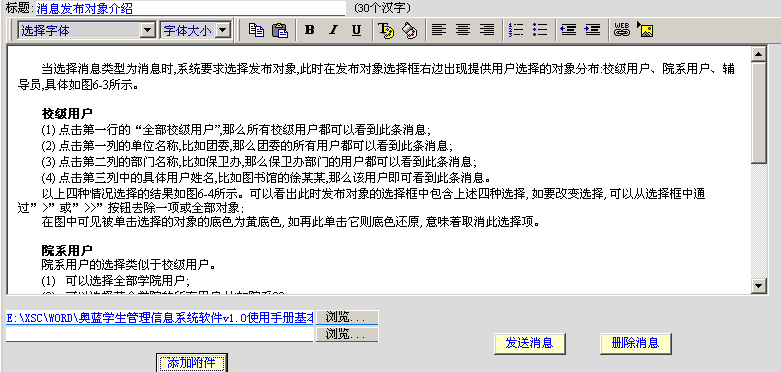 标题: 消息发布对象介绍 (30个汉字)
选择字体 字体大小 B I U WEB
当选择消息类型为消息时,系统要求选择发布对象,此时在发布对象选择框右边出现提供用户选择的对象分布:校级用户、院系用户、辅
导员,具体如图6-3所示。
校级用户
(1) 点击第一行的“全部校级用户”,那么所有校级用户都可以看到此条消息;
(2) 点击第一列的单位名称,比如团委,那么团委的所有用户都可以看到此条消息;
(3) 点击第二列的部门名称,比如保卫办,那么保卫办部门的用户都可以看到此条消息;
(4) 点击第三列中的具体用户姓名,比如图书馆的徐某某,那么该用户即可看到此条消息。
以上四种情况选择的结果如图6-4所示。可以看出此时发布对象的选择框中包含上述四种选择, 如要改变选择, 可以从选择框中通
过” >” 或” >>” 按钮去除一项或全部对象;
在图中可见被单击选择的对象的底色为黄底色, 如再此单击它则底色还原, 意味着取消此选择项。
院系用户
院系用户的选择类似于校级用户。
(1) 可以选择全部学院用户;
E:\XSC\WORD\奥蓝学生管理信息系统软件v1.0使用手册基本 浏览...
浏览...
发送消息 删除消息
添加附件